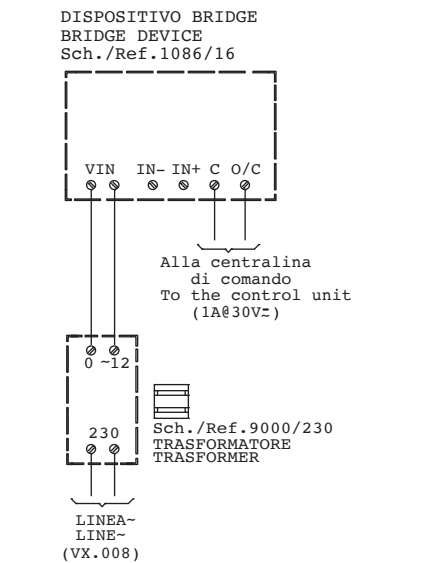 DISPOSITIVO BRIDGE
BRIDGE DEVICE
Sch./Ref.1086/16
VIN IN- IN+ C O/C
Alla centralina
di comando
To the control unit
(1A@30V⎓)
0 ~12
230
Sch./Ref.9000/230
TRASFORMATORE
TRASFORMER
LINEA~
LINE~
(VX.008)